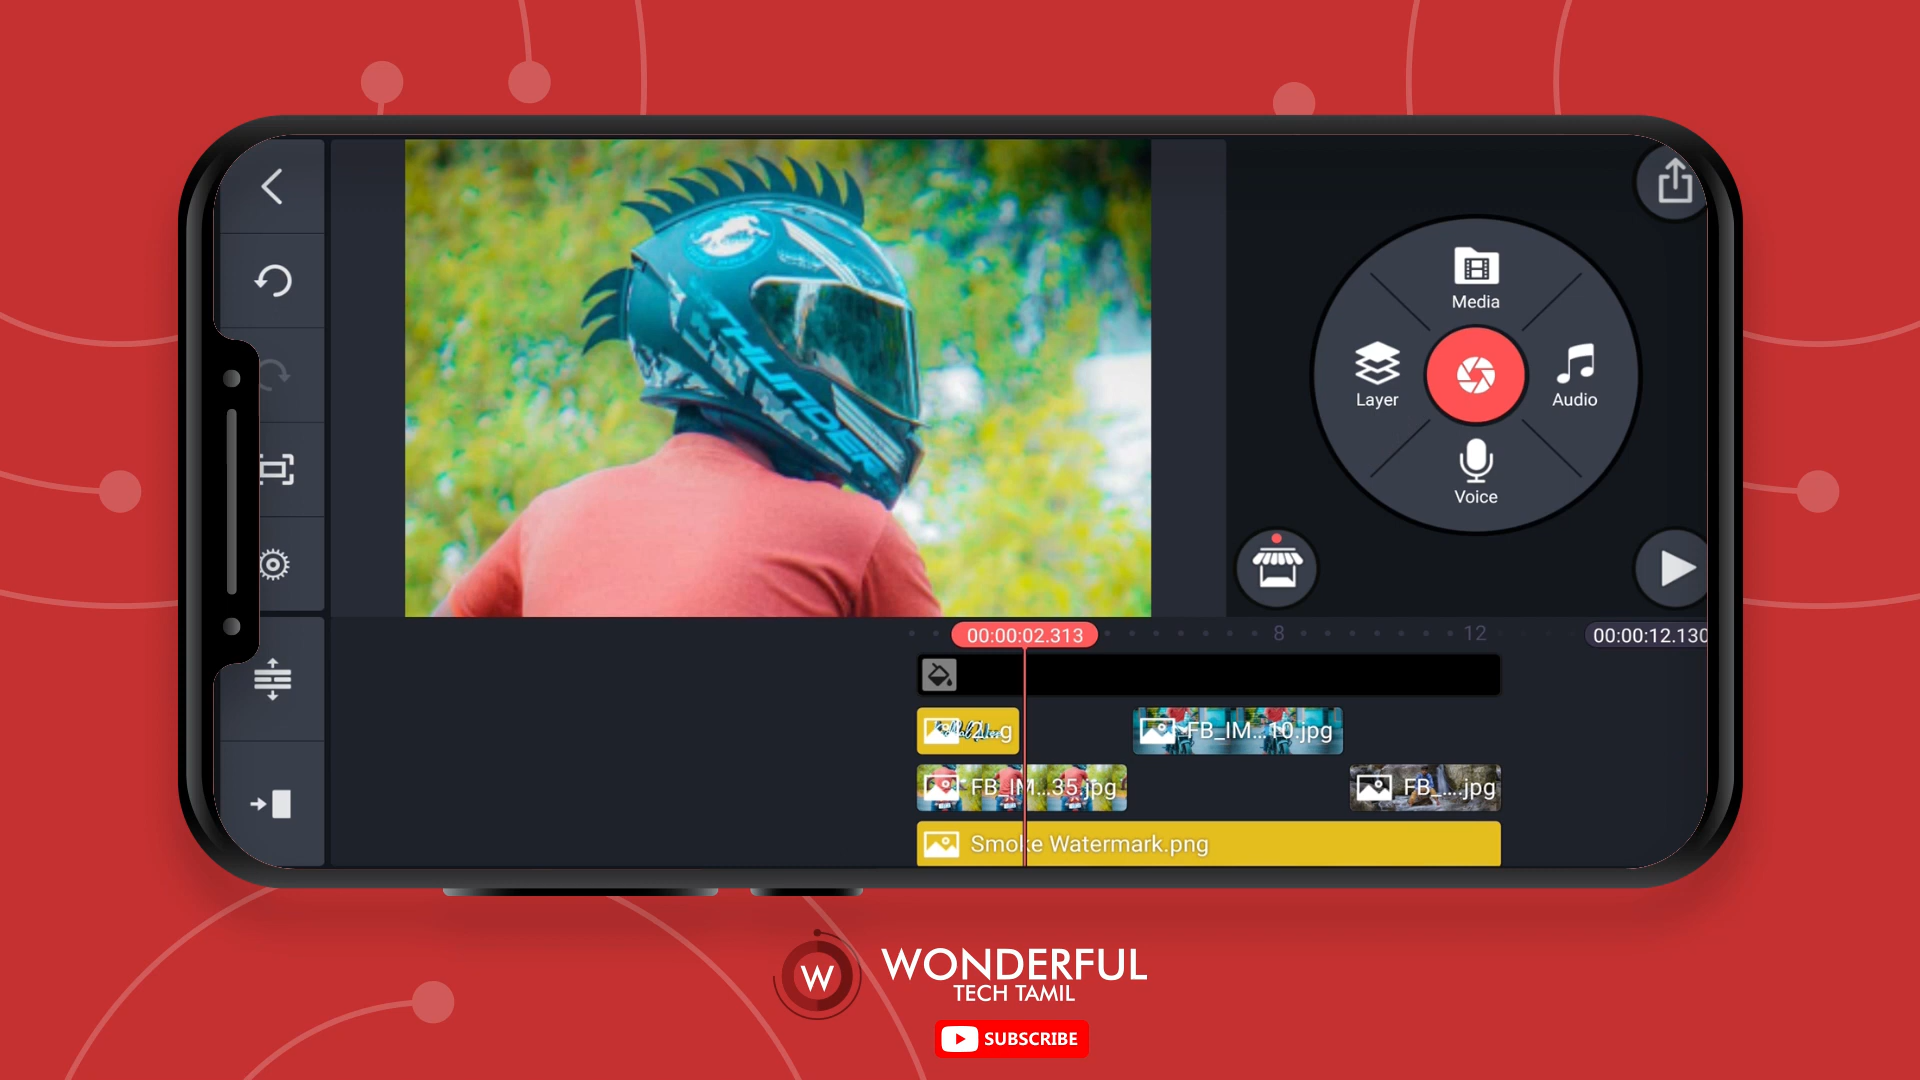 THUNDER
Media
Layer
Audio
Voice
00:00:02.313
8
12
00:00:12.130
FB_IM...10.jpg
FB_IM...35.jpg
FB_....jpg
Smoke Watermark.png
W
WONDERFUL
TECH TAMIL
SUBSCRIBE